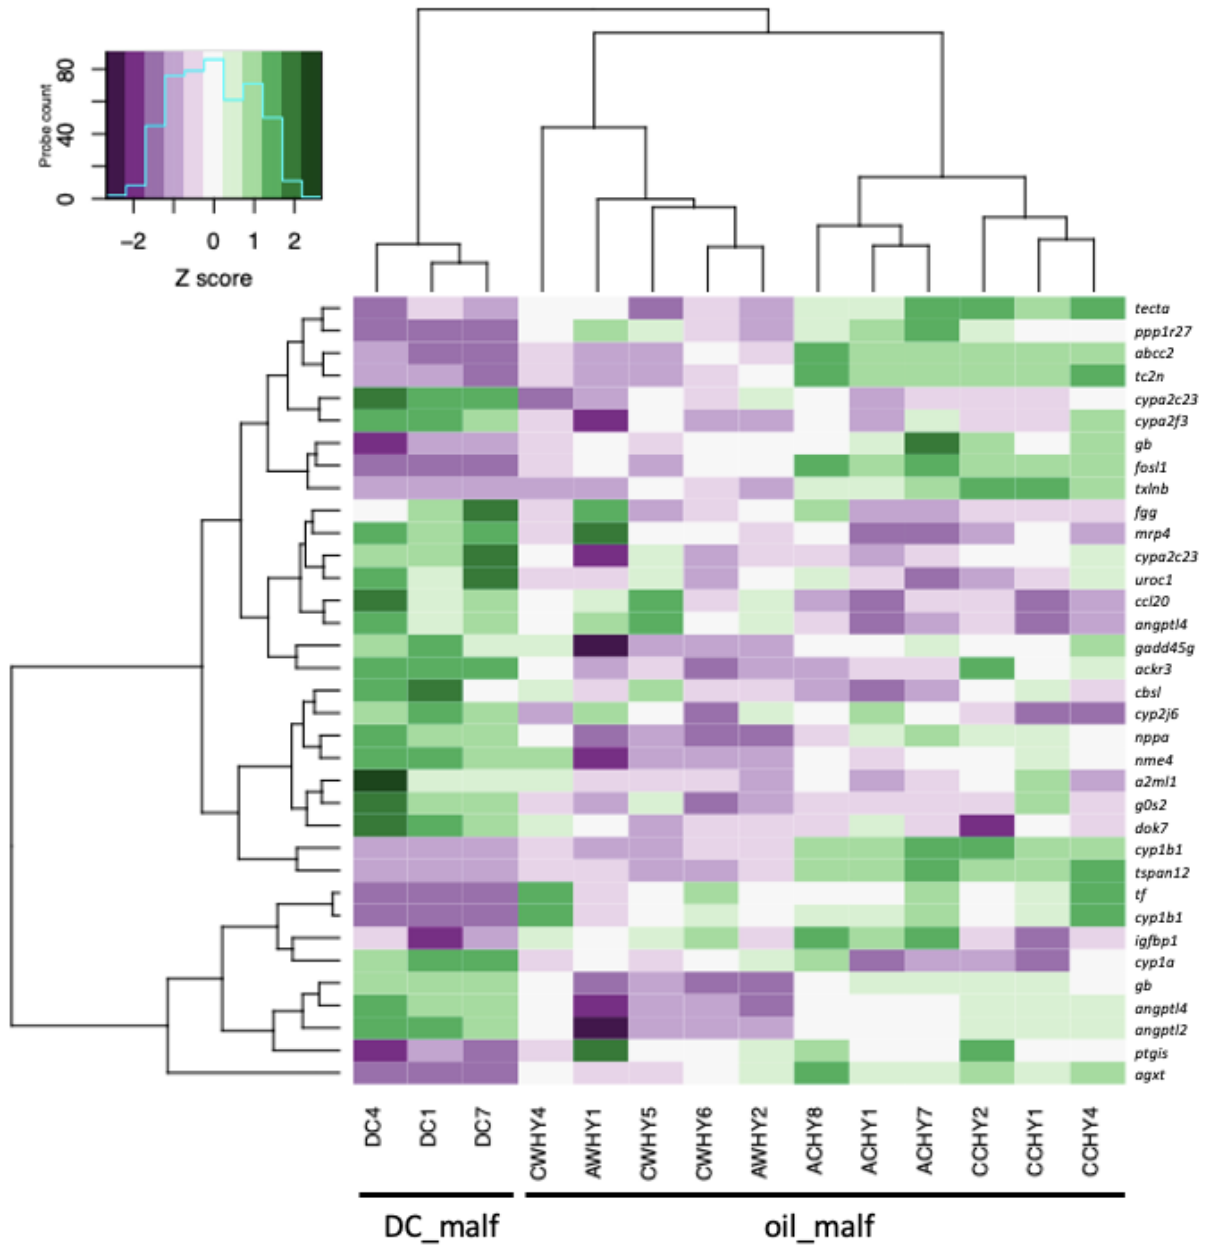 80
40
0
Probe count
−2 0 1 2
Z score
tecta
ppp1r27
abcc2
tc2n
cypa2c23
cypa2f3
gb
fosl1
txlnb
fgg
mrp4
cypa2c23
uroc1
ccl20
angptl4
gadd45g
ackr3
cbsl
cyp2j6
nppa
nme4
a2ml1
g0s2
dok7
cyp1b1
tspan12
tf
cyp1b1
igfbp1
cyp1a
gb
angptl4
angptl2
ptgis
agxt
DC4 DC1 DC7 CWHY4 AWHY1 CWHY5 CWHY6 AWHY2 ACHY8 ACHY1 ACHY7 CCHY2 CCHY1 CCHY4
DC_malf oil_malf